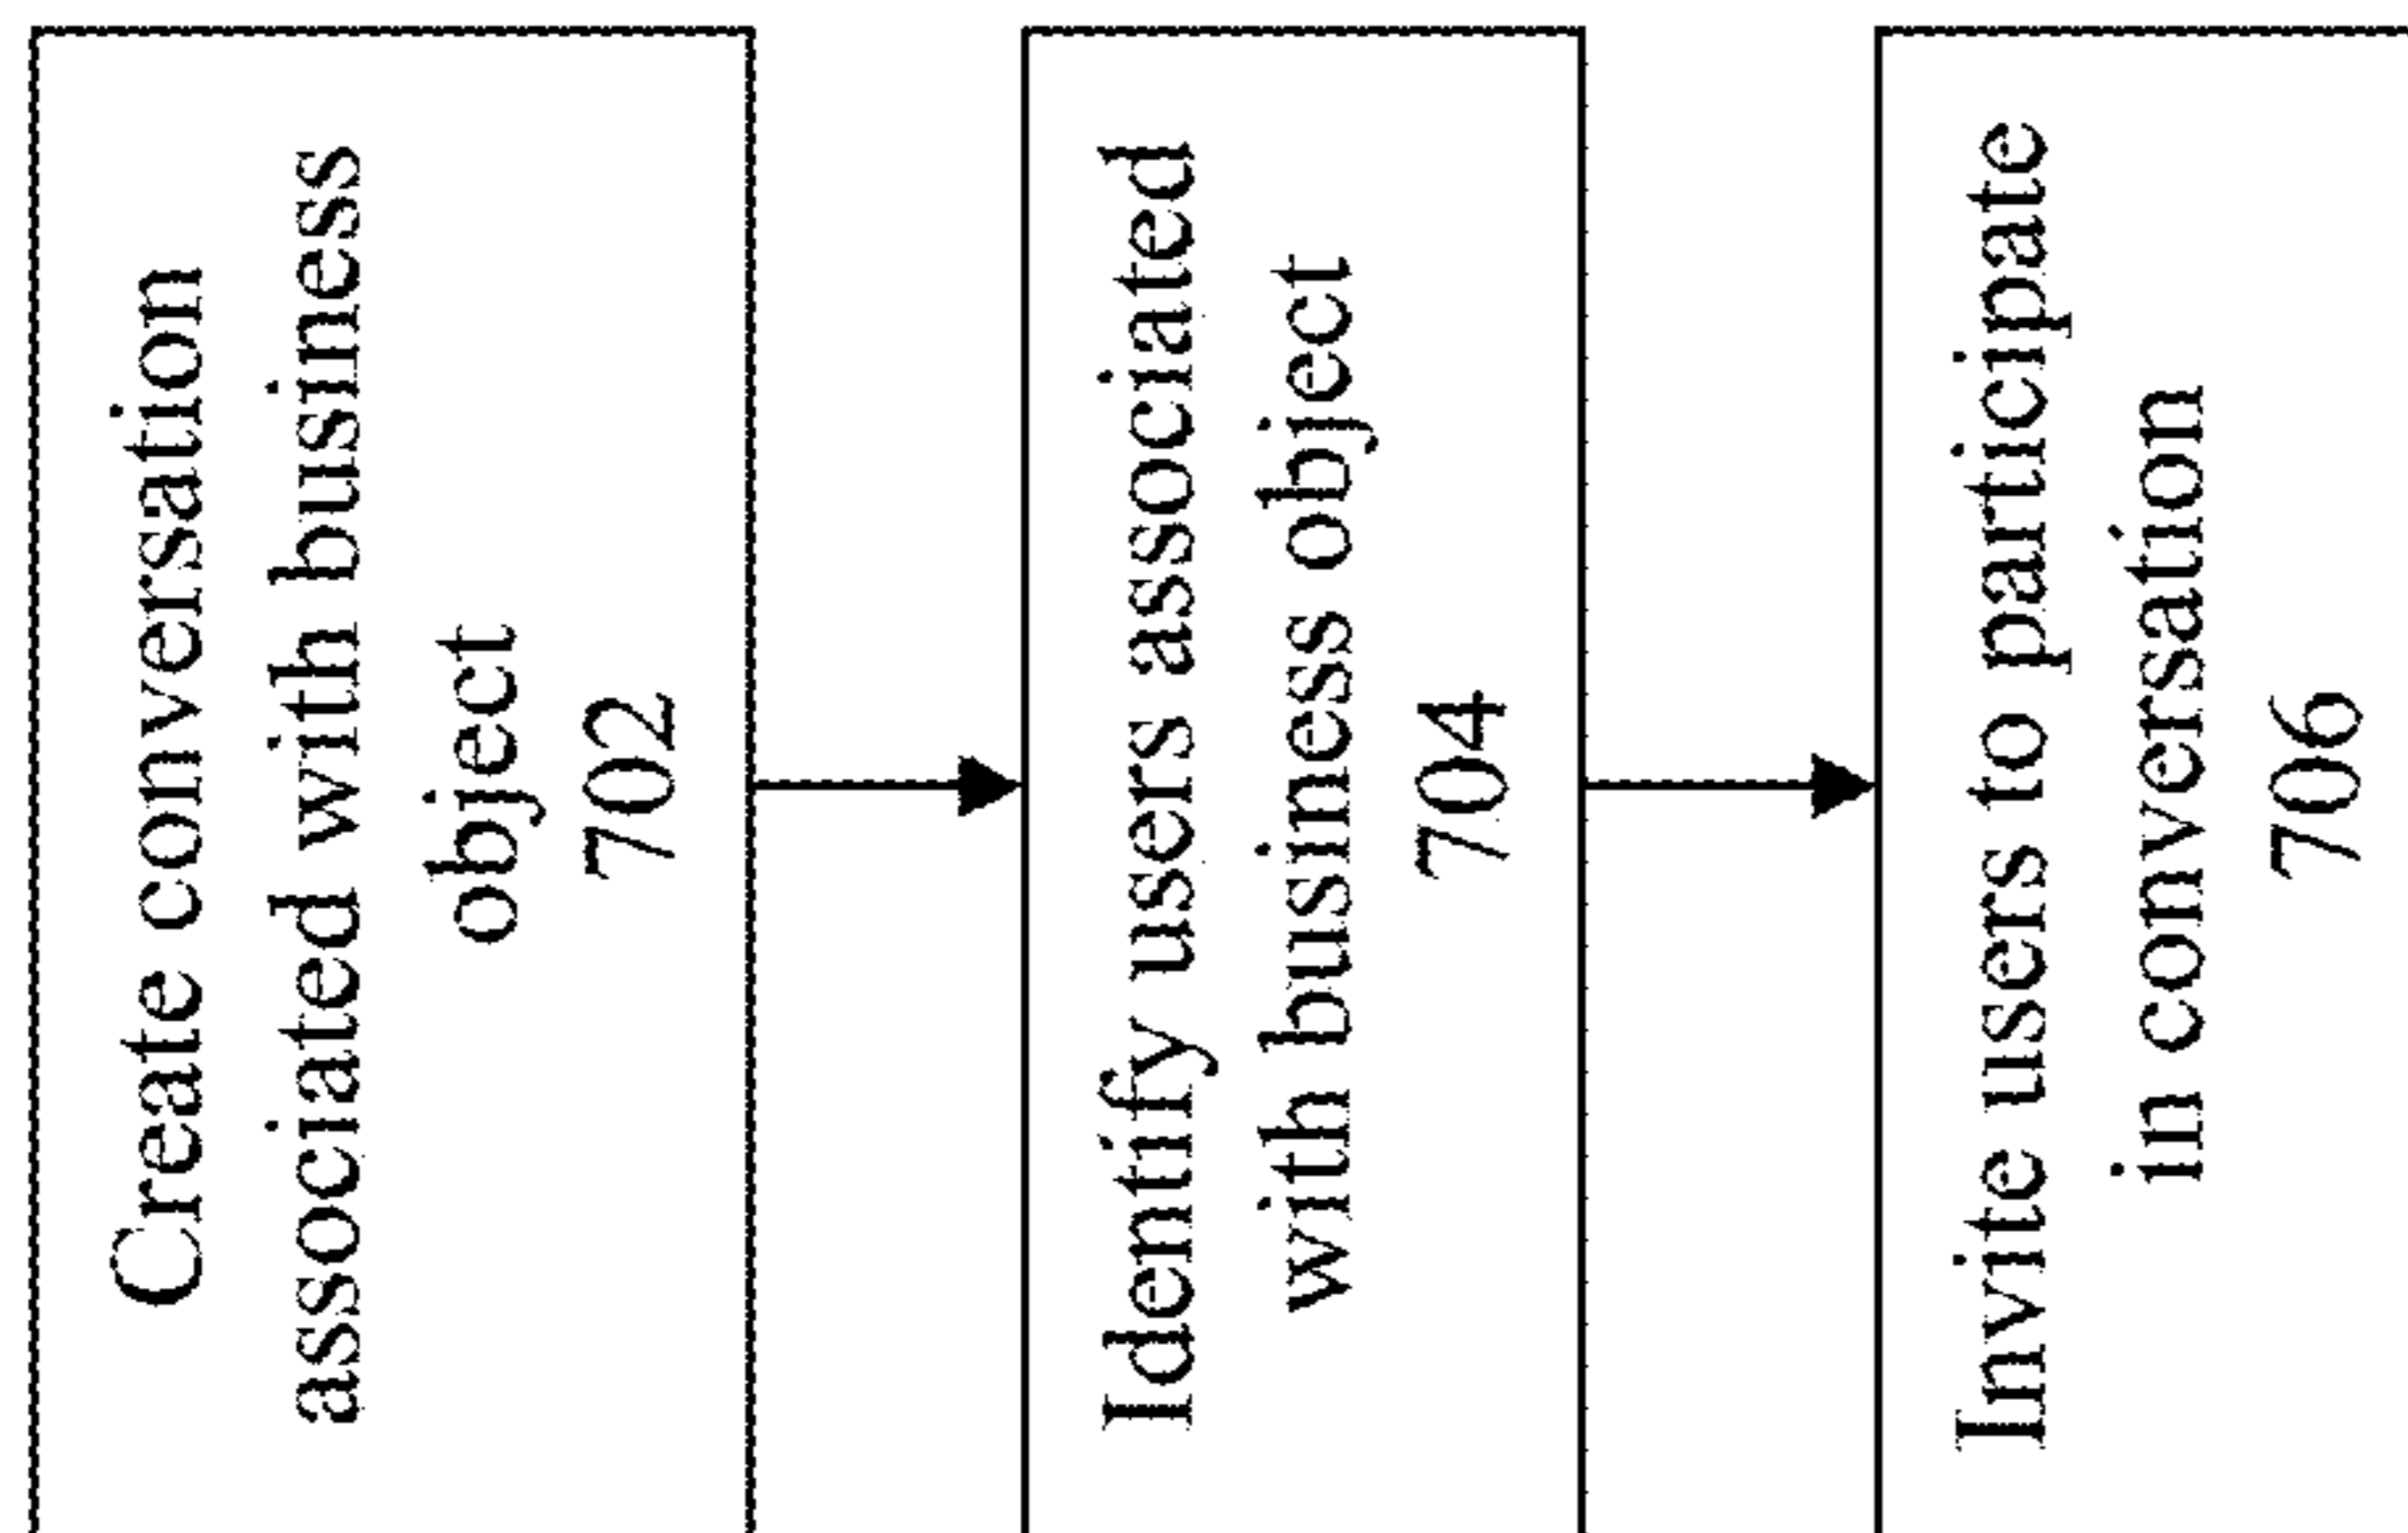 Create conversation
associated with business
object
702
Identify users associated
with business object
704
Invite users to participate
in conversation
706